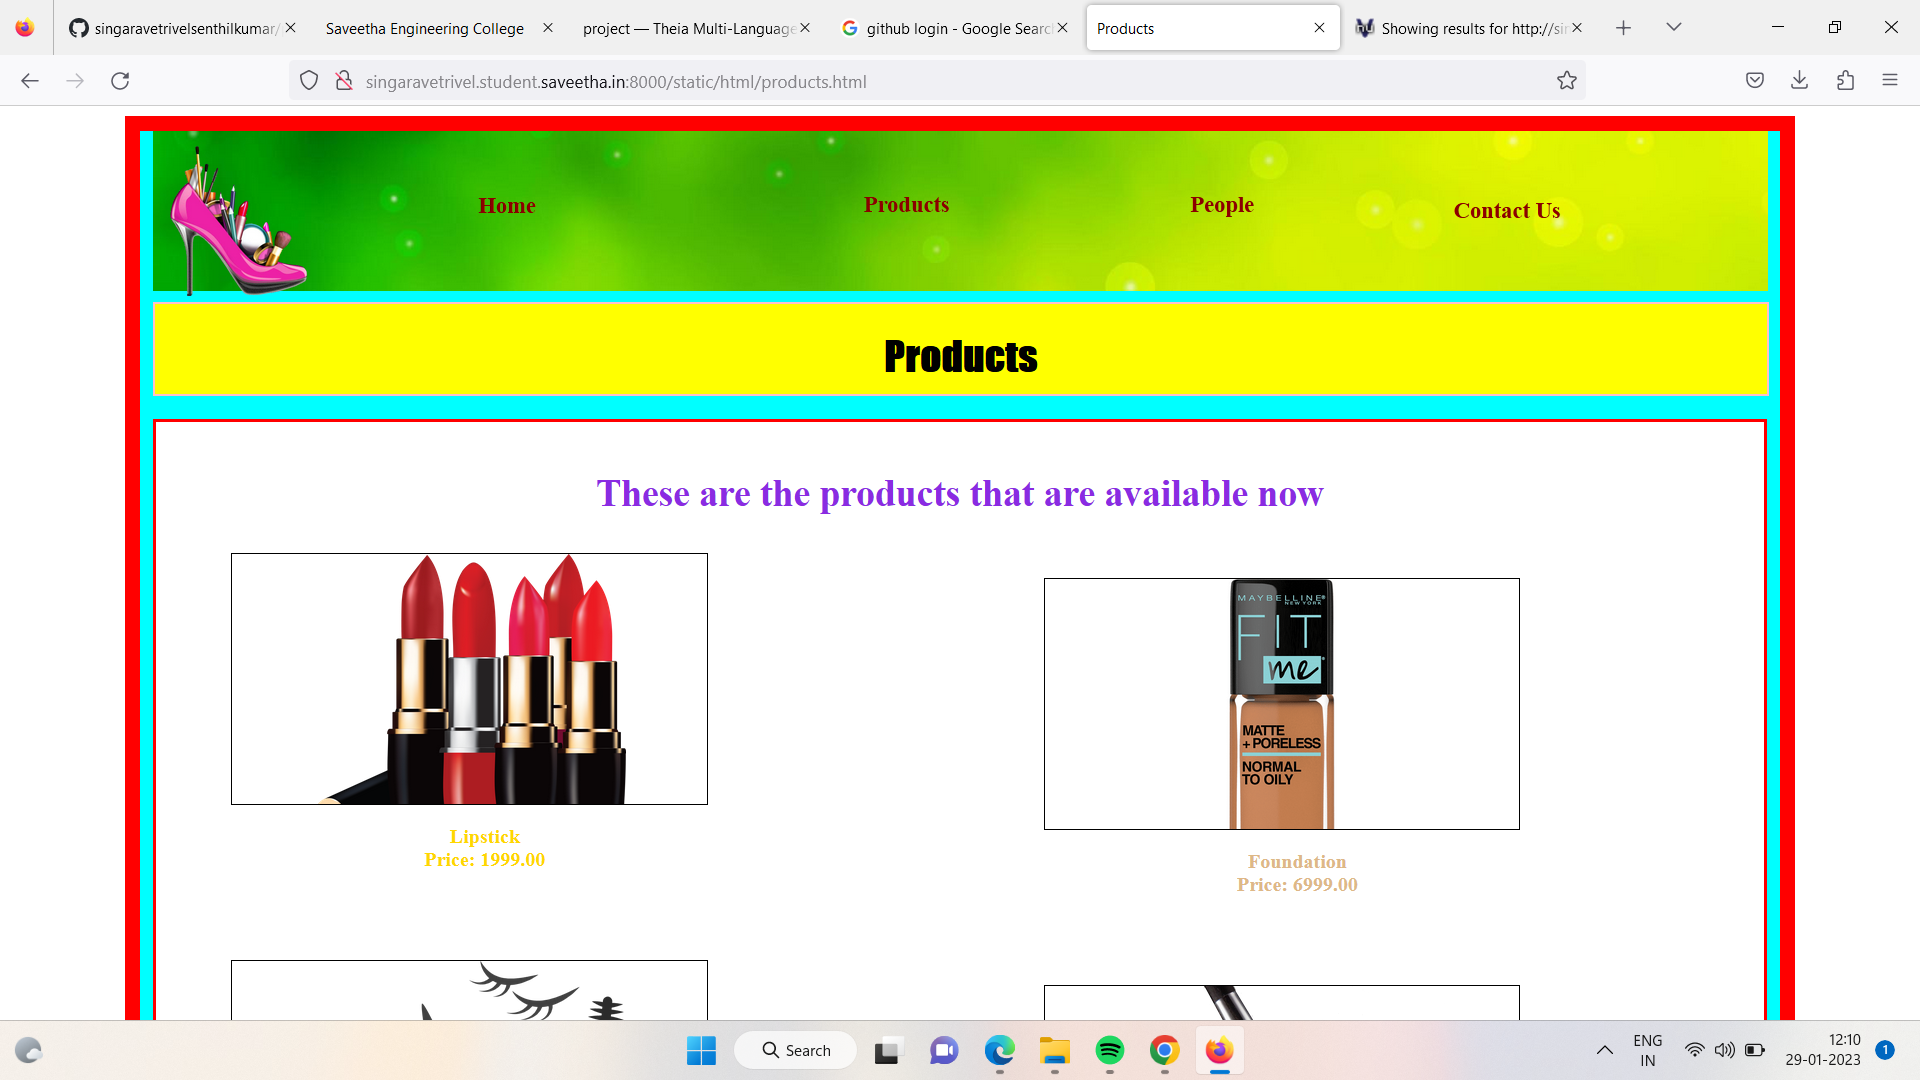 singaravetrivelsenthilkumar/
Saveetha Engineering College
project — Theia Multi-Language
github login - Google Search
Products
Showing results for http://sin
singaravetrivel.student.saveetha.in:8000/static/html/products.html
Home
Products
People
Contact Us
Products
These are the products that are available now
MAYBELLINE
NEW YORK
FIT
me
MATTE
+ PORELESS
NORMAL
TO OILY
Lipstick
Price: 1999.00
Foundation
Price: 6999.00
Search
ENG
IN
12:10
29-01-2023
1